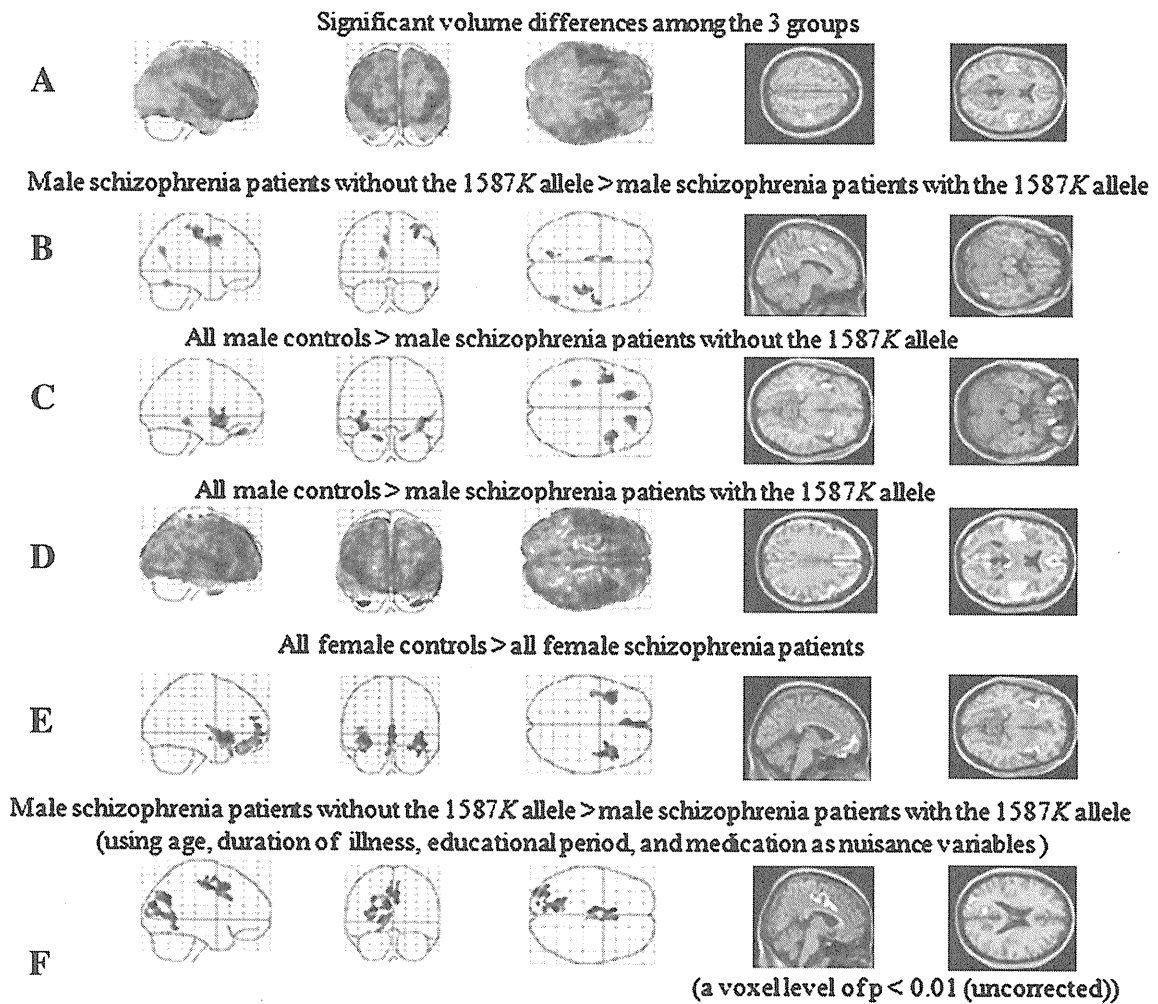 Significant volume differences among the 3 groups
A
Male schizophrenia patients without the 1587K allele > male schizophrenia patients with the 1587K allele
B
All male controls > male schizophrenia patients without the 1587K allele
C
All male controls > male schizophrenia patients with the 1587K allele
D
All female controls > all female schizophrenia patients
E
Male schizophrenia patients without the 1587K allele > male schizophrenia patients with the 1587K allele
(using age, duration of illness, educational period, and medication as nuisance variables)
F
(a voxel level of p < 0.01 (uncorrected))